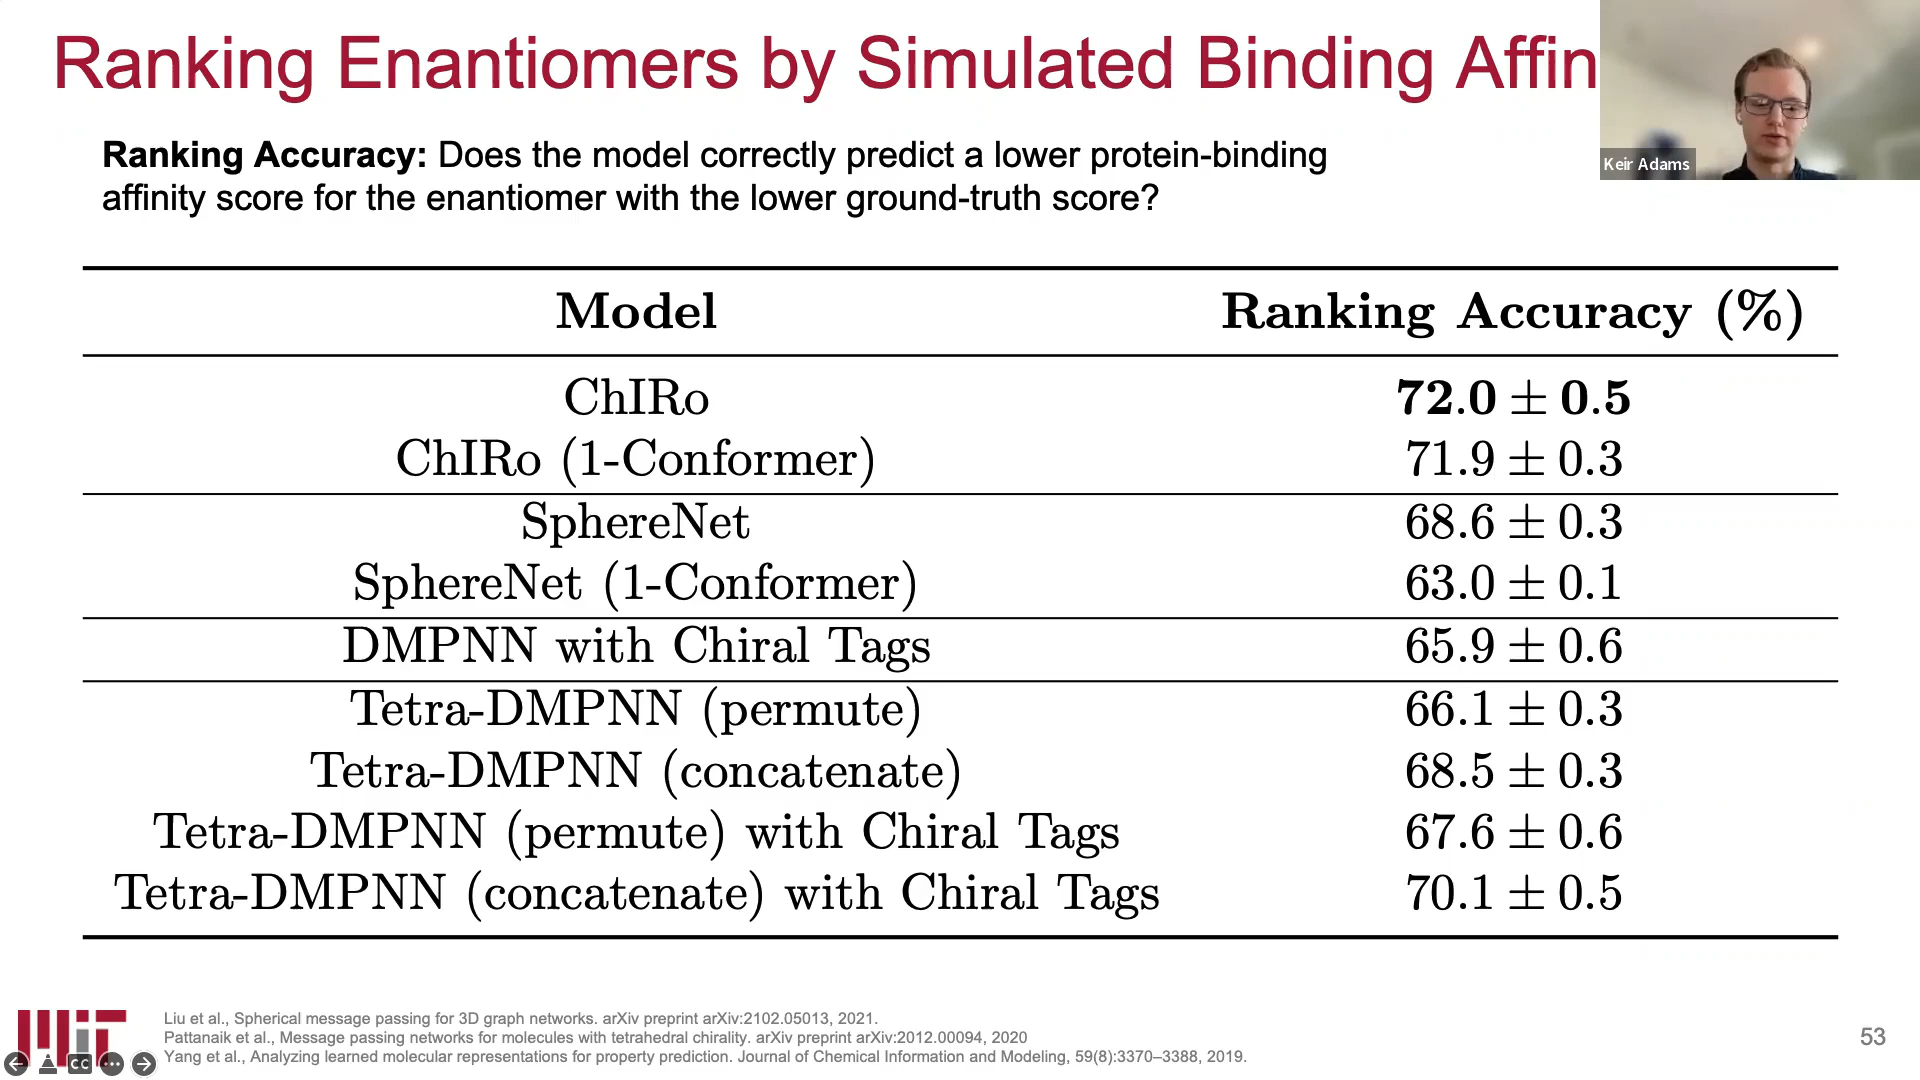 Ranking Enantiomers by Simulated Binding Affin
Keir Adams
Ranking Accuracy: Does the model correctly predict a lower protein-binding
affinity score for the enantiomer with the lower ground-truth score?
Model Ranking Accuracy (%)
ChIRo 72.0 ± 0.5
ChIRo (1-Conformer) 71.9 ± 0.3
SphereNet 68.6 ± 0.3
SphereNet (1-Conformer) 63.0 ± 0.1
DMPNN with Chiral Tags 65.9 ± 0.6
Tetra-DMPNN (permute) 66.1 ± 0.3
Tetra-DMPNN (concatenate) 68.5 ± 0.3
Tetra-DMPNN (permute) with Chiral Tags 67.6 ± 0.6
Tetra-DMPNN (concatenate) with Chiral Tags 70.1 ± 0.5
MIT
CC
Liu et al., Spherical message passing for 3D graph networks. arXiv preprint arXiv:2102.05013, 2021.
Pattanaik et al., Message passing networks for molecules with tetrahedral chirality. arXiv preprint arXiv:2012.00094, 2020
Yang et al., Analyzing learned molecular representations for property prediction. Journal of Chemical Information and Modeling, 59(8):3370–3388, 2019.
53